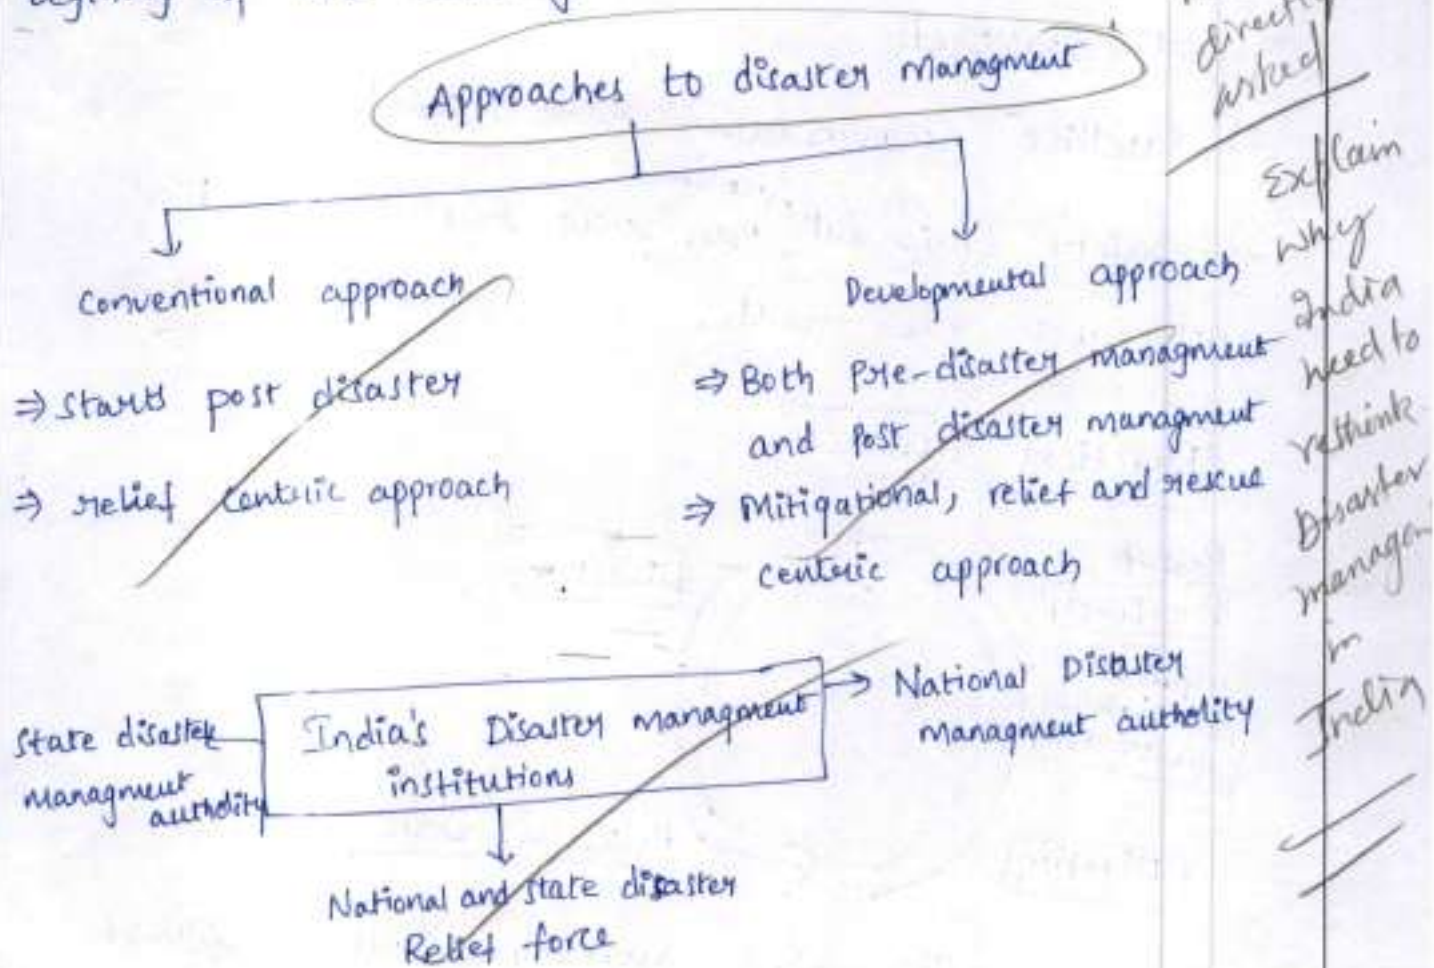 Approaches to disaster managment
Conventional approach
⇒ Starts post disaster
⇒ relief centric approach
Developmental approach
⇒ Both Pre-disaster managment
and Post disaster managment
⇒ Mitigational, relief and rescue
centric approach
India's Disaster managment
institutions
State disaster
managment
authority
National Disaster
managment authority
National and state disaster
Relief force
asked
Explain
why
India
need to
rethink
Disaster
managem
in
India